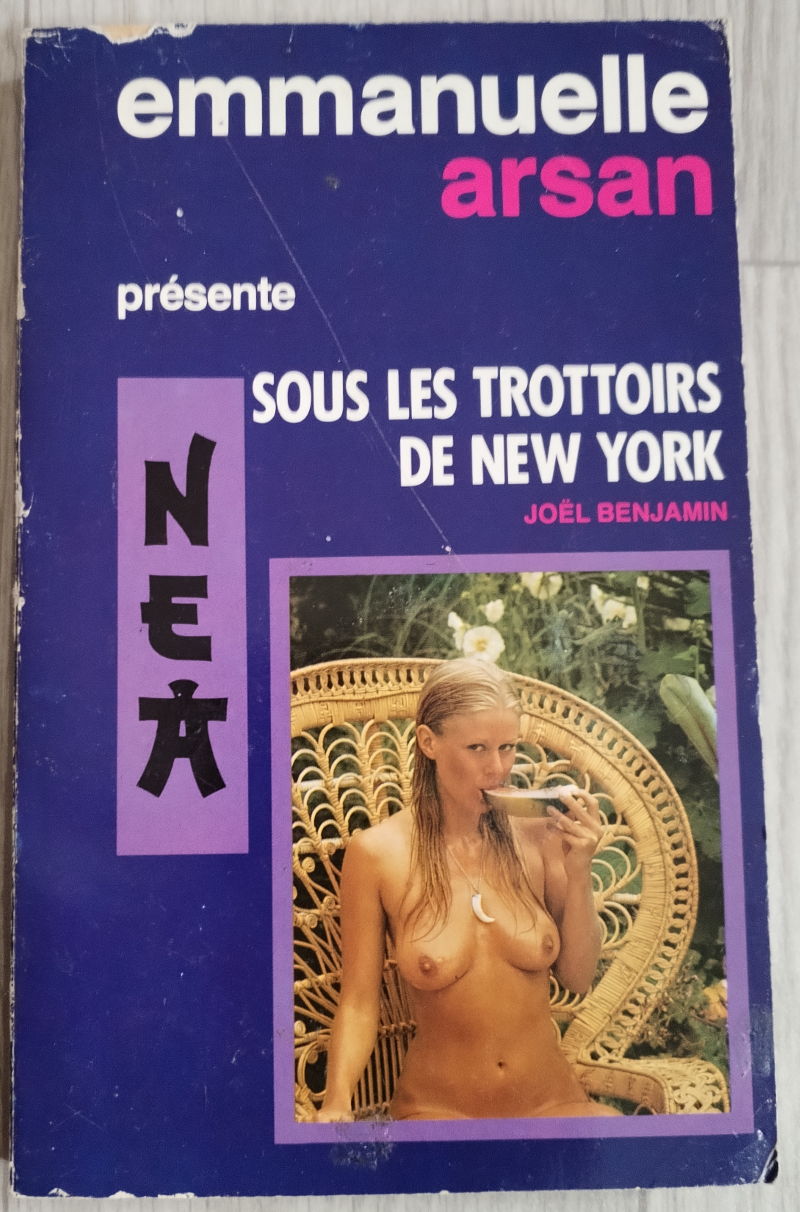 emmanuelle
arsan
présente
SOUS LES TROTTOIRS
DE NEW YORK
JOËL BENJAMIN
NEA